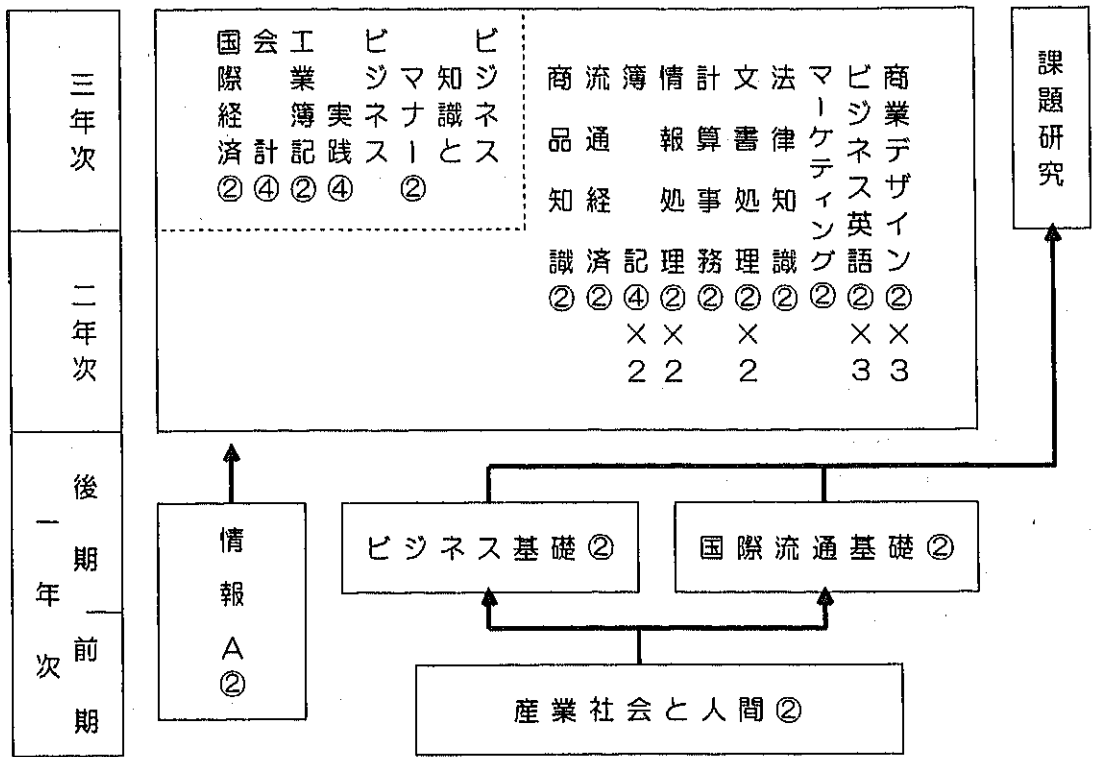 三年次
二年次
一年次
後期
前期
課題研究
商業デザイン②×3
ビジネス英語②×3
マーケティング②
法律知識②
文書処理②×2
計算事務②
情報処理②×2
簿記④×2
流通経済②
商品知識②
ビジネス
知識と
マナー②
ビジネス
実践④
工業簿記②
会計④
国際経済②
情報A②
ビジネス基礎②
国際流通基礎②
産業社会と人間②